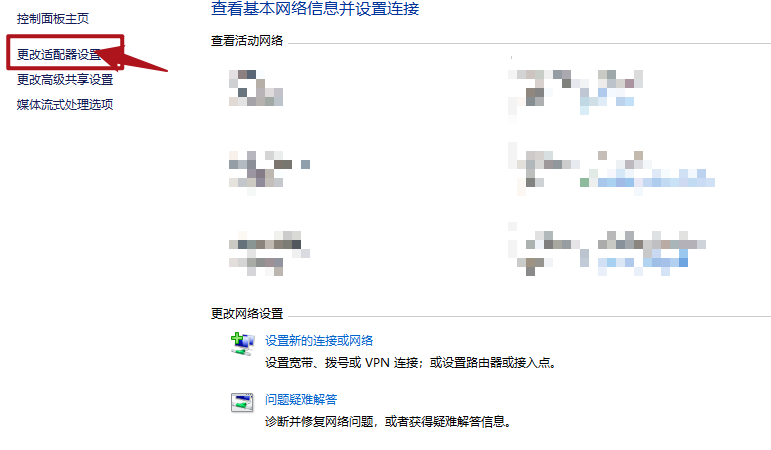 控制面板主页
更改适配器设置
更改高级共享设置
媒体流式处理选项
查看基本网络信息并设置连接
查看活动网络
更改网络设置
设置新的连接或网络
设置宽带、拨号或 VPN 连接；或设置路由器或接入点。
问题疑难解答
诊断并修复网络问题，或者获得疑难解答信息。